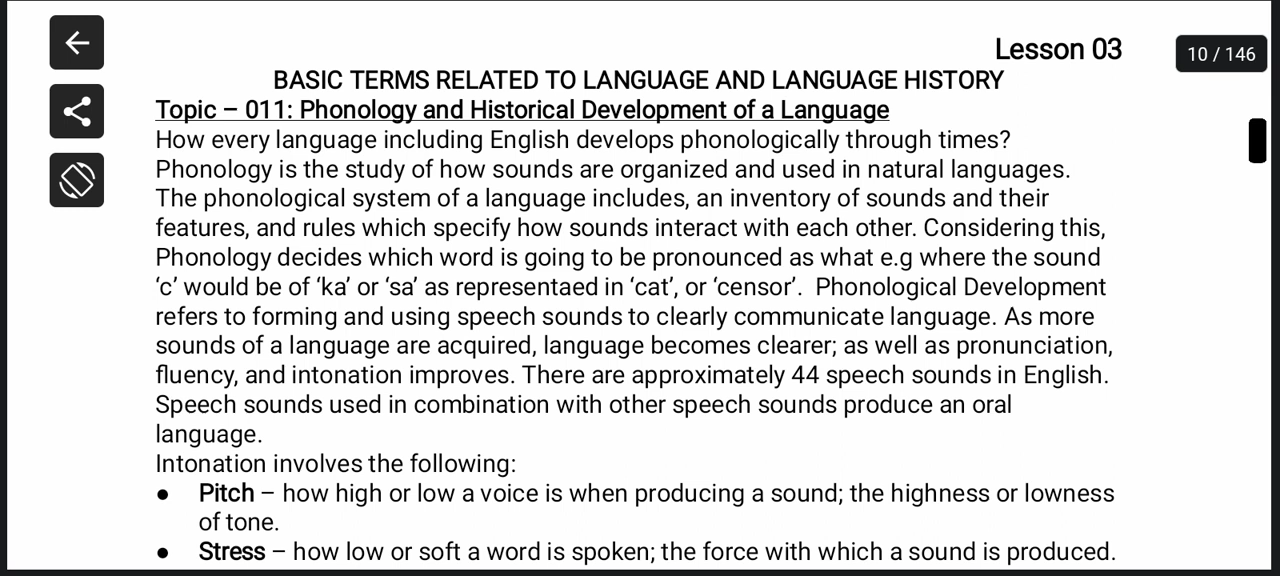 Lesson 03
10 / 146
BASIC TERMS RELATED TO LANGUAGE AND LANGUAGE HISTORY
Topic – 011: Phonology and Historical Development of a Language
How every language including English develops phonologically through times?
Phonology is the study of how sounds are organized and used in natural languages.
The phonological system of a language includes, an inventory of sounds and their
features, and rules which specify how sounds interact with each other. Considering this,
Phonology decides which word is going to be pronounced as what e.g where the sound
‘c’ would be of ‘ka’ or ‘sa’ as representaed in ‘cat’, or ‘censor’.  Phonological Development
refers to forming and using speech sounds to clearly communicate language. As more
sounds of a language are acquired, language becomes clearer; as well as pronunciation,
fluency, and intonation improves. There are approximately 44 speech sounds in English.
Speech sounds used in combination with other speech sounds produce an oral
language.
Intonation involves the following:
● Pitch – how high or low a voice is when producing a sound; the highness or lowness
of tone.
● Stress – how low or soft a word is spoken; the force with which a sound is produced.